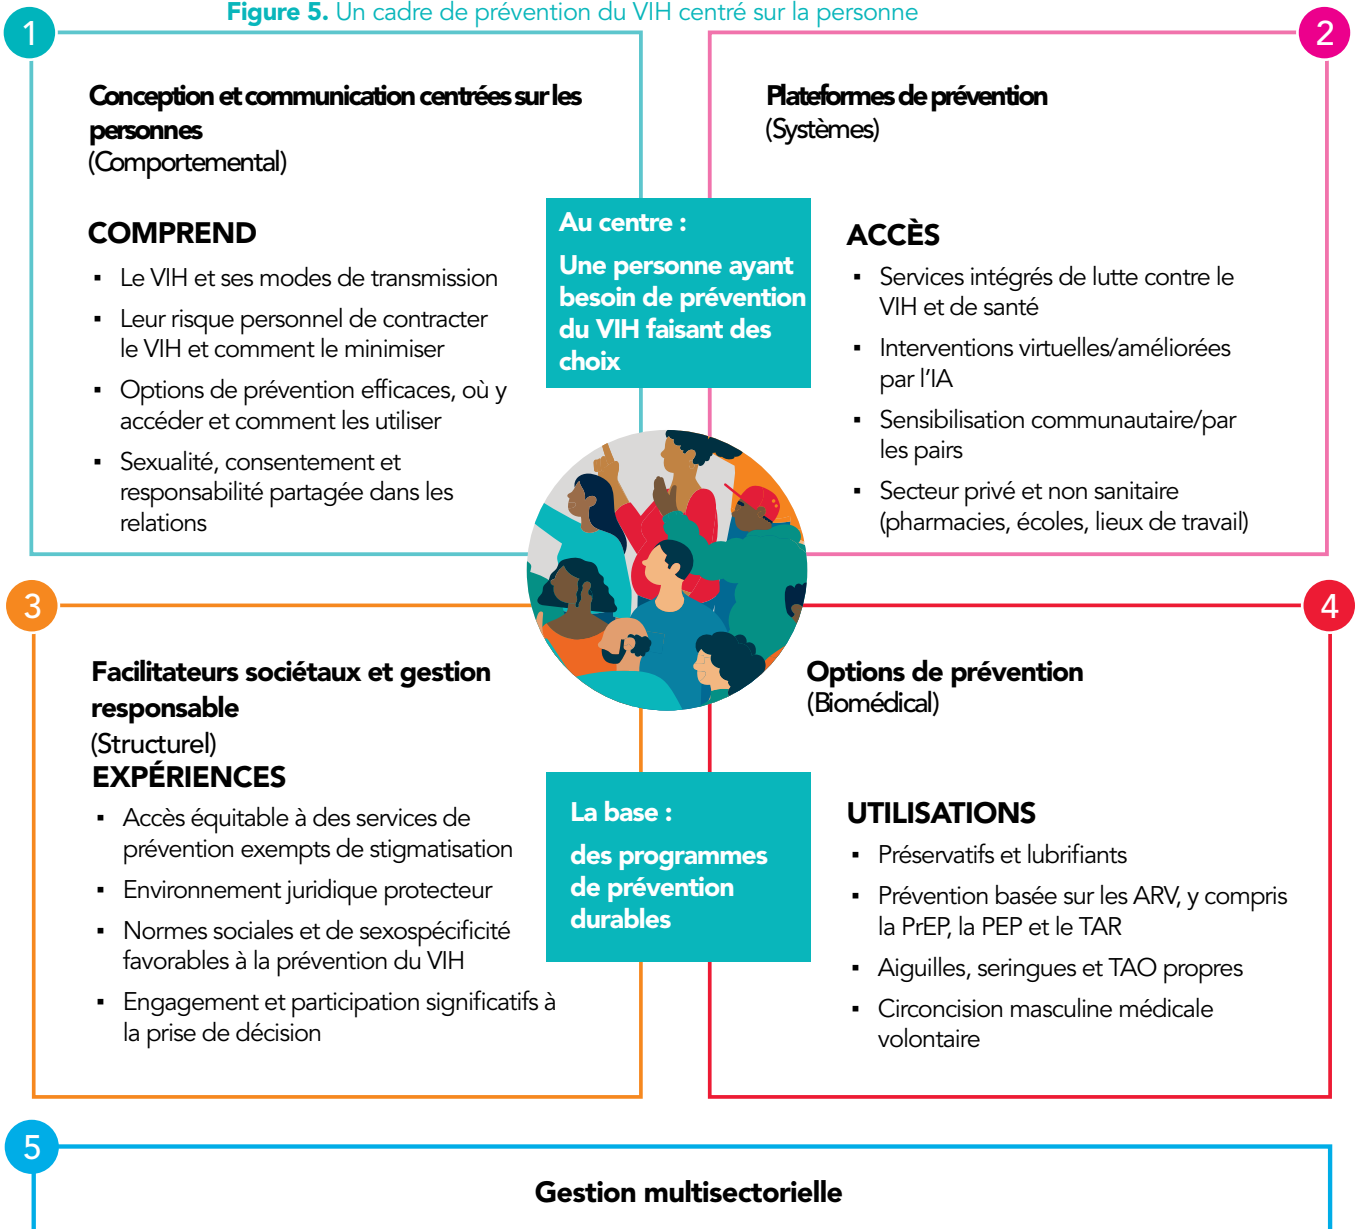 Figure 5. Un cadre de prévention du VIH centré sur la personne
1
Conception et communication centrées sur les
personnes
(Comportemental)
COMPREND
▪ Le VIH et ses modes de transmission
▪ Leur risque personnel de contracter
le VIH et comment le minimiser
▪ Options de prévention efficaces, où y
accéder et comment les utiliser
▪ Sexualité, consentement et
responsabilité partagée dans les
relations
2
Plateformes de prévention
(Systèmes)
ACCÈS
▪ Services intégrés de lutte contre le
VIH et de santé
▪ Interventions virtuelles/améliorées
par l'IA
▪ Sensibilisation communautaire/par
les pairs
▪ Secteur privé et non sanitaire
(pharmacies, écoles, lieux de travail)
Au centre :
Une personne ayant
besoin de prévention
du VIH faisant des
choix
3
Facilitateurs sociétaux et gestion
responsable
(Structurel)
EXPÉRIENCES
▪ Accès équitable à des services de
prévention exempts de stigmatisation
▪ Environnement juridique protecteur
▪ Normes sociales et de sexospécificité
favorables à la prévention du VIH
▪ Engagement et participation significatifs à
la prise de décision
4
Options de prévention
(Biomédical)
UTILISATIONS
▪ Préservatifs et lubrifiants
▪ Prévention basée sur les ARV, y compris
la PrEP, la PEP et le TAR
▪ Aiguilles, seringues et TAO propres
▪ Circoncision masculine médicale
volontaire
La base :
des programmes
de prévention
durables
5
Gestion multisectorielle